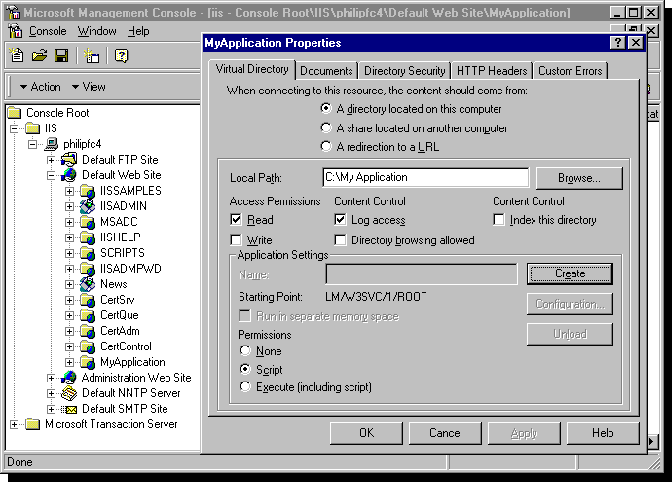 Microsoft Management Console - [iis - Console Root\IIS\philipfc4\Default Web Site\MyApplication]
Console Window Help
Action View
Console Root
IIS
philipfc4
Default FTP Site
Default Web Site
IISSAMPLES
IISADMIN
MSADC
IISHELP
SCRIPTS
IISADMPWD
News
CertSrv
CertQue
CertAdm
CertControl
MyApplication
Administration Web Site
Default NNTP Server
Default SMTP Site
Microsoft Transaction Server
Done
MyApplication Properties
Virtual Directory Documents Directory Security HTTP Headers Custom Errors
When connecting to this resource, the content should come from:
A directory located on this computer
A share located on another computer
A redirection to a URL
Local Path: C:\My Application Browse...
Access Permissions Content Control Content Control
Read Log access Index this directory
Write Directory browsing allowed
Application Settings
Name: Create
Starting Point: LM/W3SVC/1/ROOT Configuration...
Run in separate memory space Unload
Permissions
None
Script
Execute (including script)
OK Cancel Apply Help